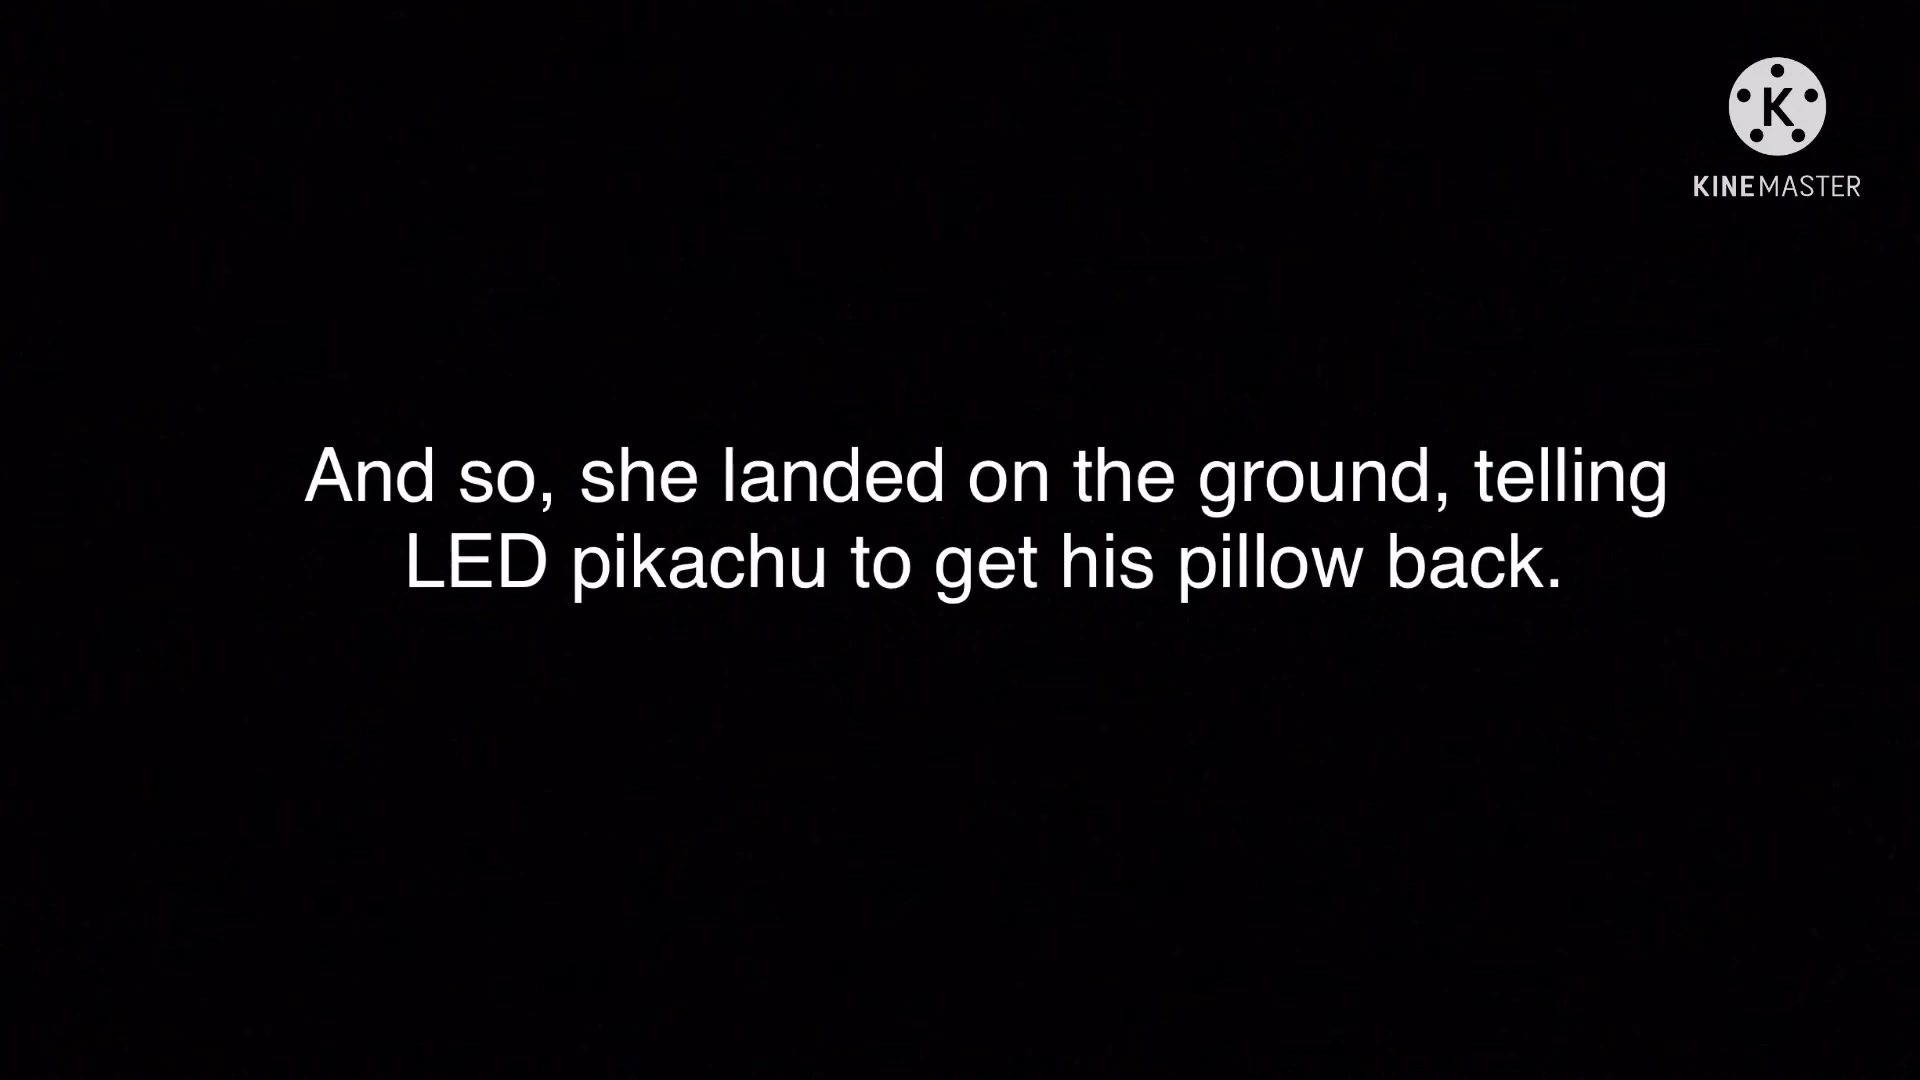 K
KINEMASTER
And so, she landed on the ground, telling
LED pikachu to get his pillow back.